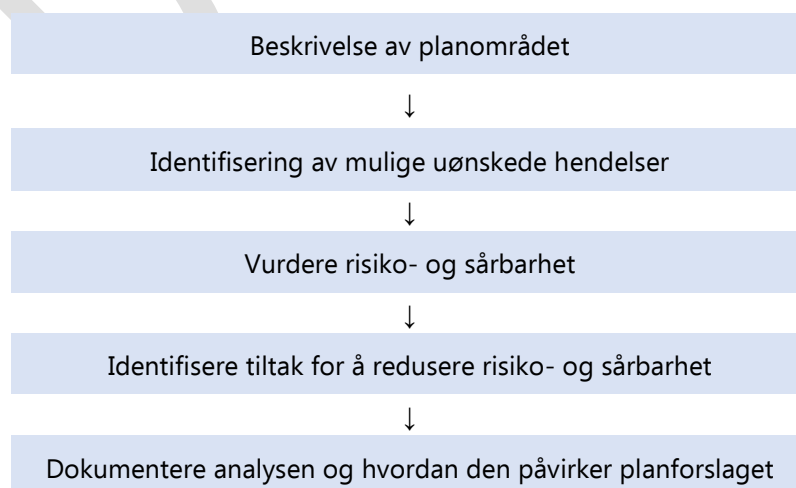 Beskrivelse av planområdet
↓
Identifisering av mulige uønskede hendelser
↓
Vurdere risiko- og sårbarhet
↓
Identifisere tiltak for å redusere risiko- og sårbarhet
↓
Dokumentere analysen og hvordan den påvirker planforslaget